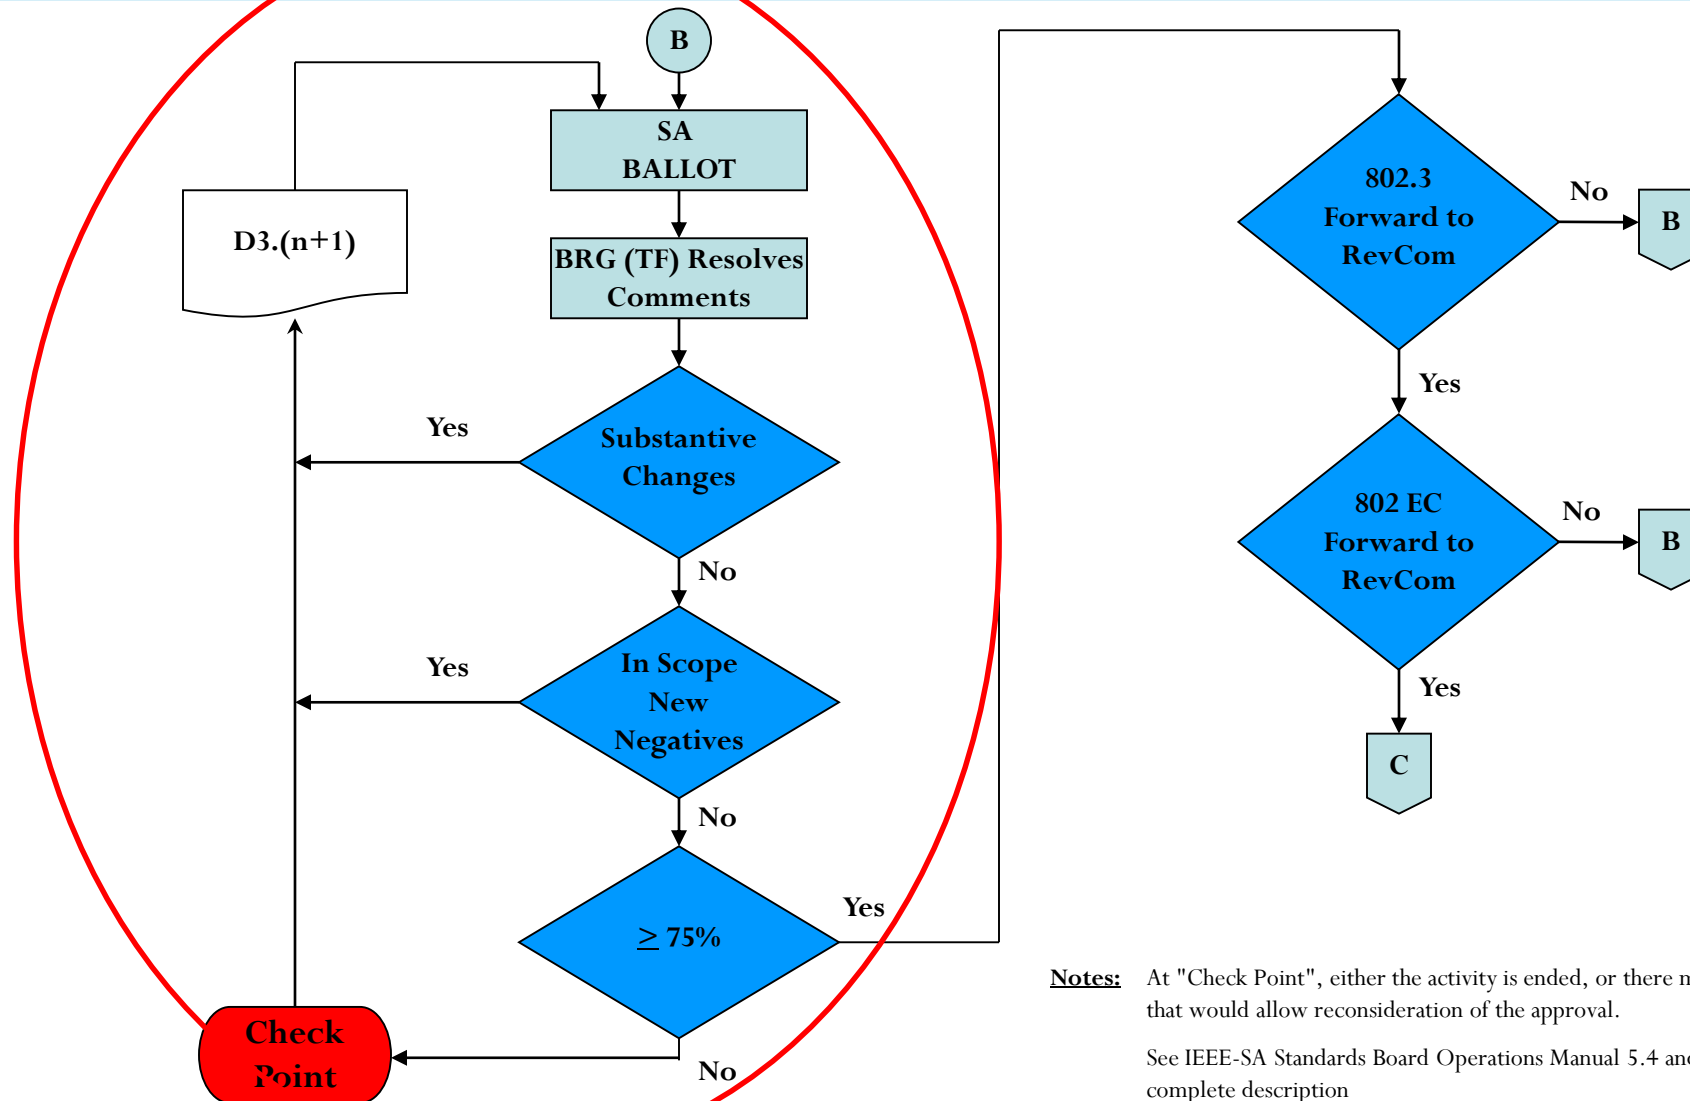 B
SA
BALLOT
D3.(n+1)
BRG (TF) Resolves
Comments
Yes
Substantive
Changes
No
Yes
In Scope
New
Negatives
No
≥ 75%
Yes
No
Check
Point
802.3
Forward to
RevCom
No
B
Yes
802 EC
Forward to
RevCom
No
B
Yes
C
Notes: At "Check Point", either the activity is ended, or there
that would allow reconsideration of the approval.
See IEEE-SA Standards Board Operations Manual 5.4 and
complete description